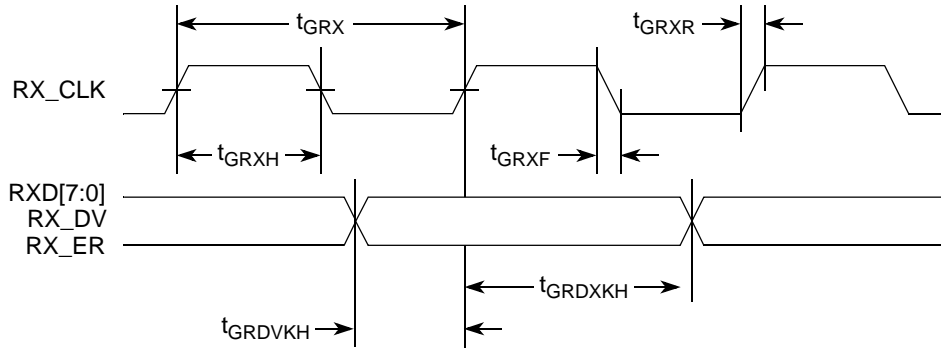 tGRX
tGRXR
RX_CLK
tGRXH
tGRXF
RXD[7:0]
RX_DV
RX_ER
tGRDXKH
tGRDVKH